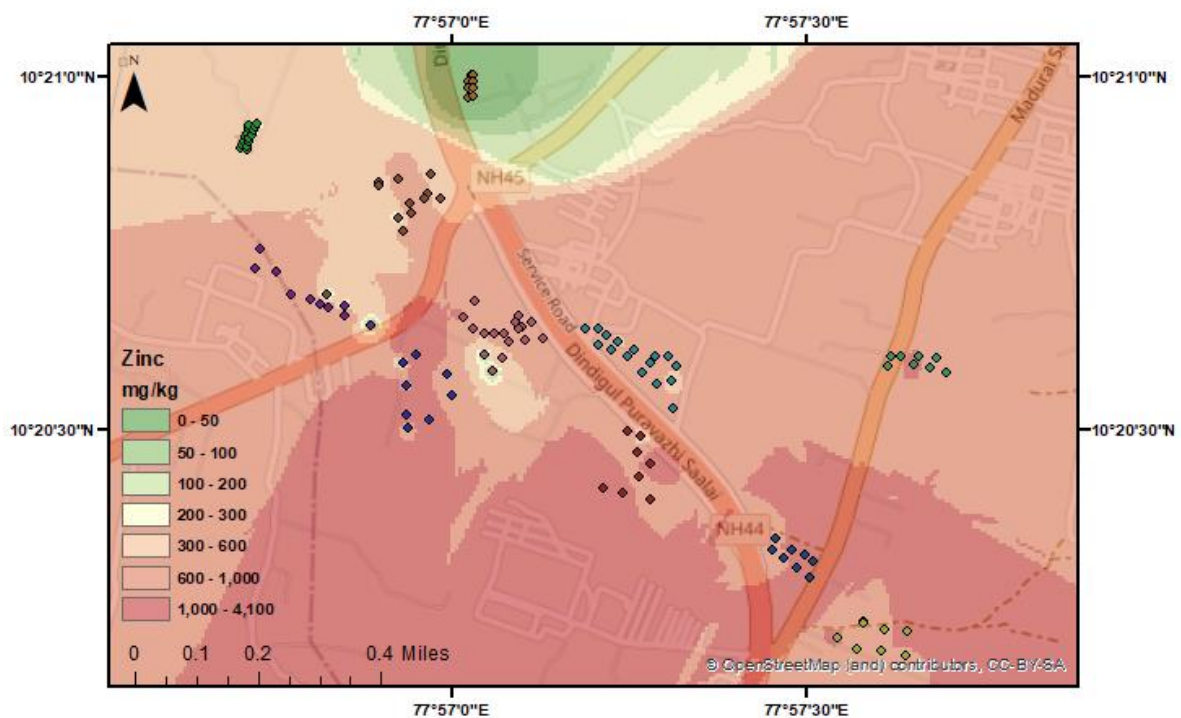 77°57'0"E
77°57'30"E
10°21'0"N
10°21'0"N
N
Madurai Sa
NH45
Service Road
Dindigul Puravazhi Saalai
Zinc
mg/kg
0 - 50
50 - 100
100 - 200
200 - 300
300 - 600
600 - 1,000
1,000 - 4,100
10°20'30"N
10°20'30"N
NH44
0 0.1 0.2 0.4 Miles
© OpenStreetMap (and) contributors, CC-BY-SA
77°57'0"E
77°57'30"E